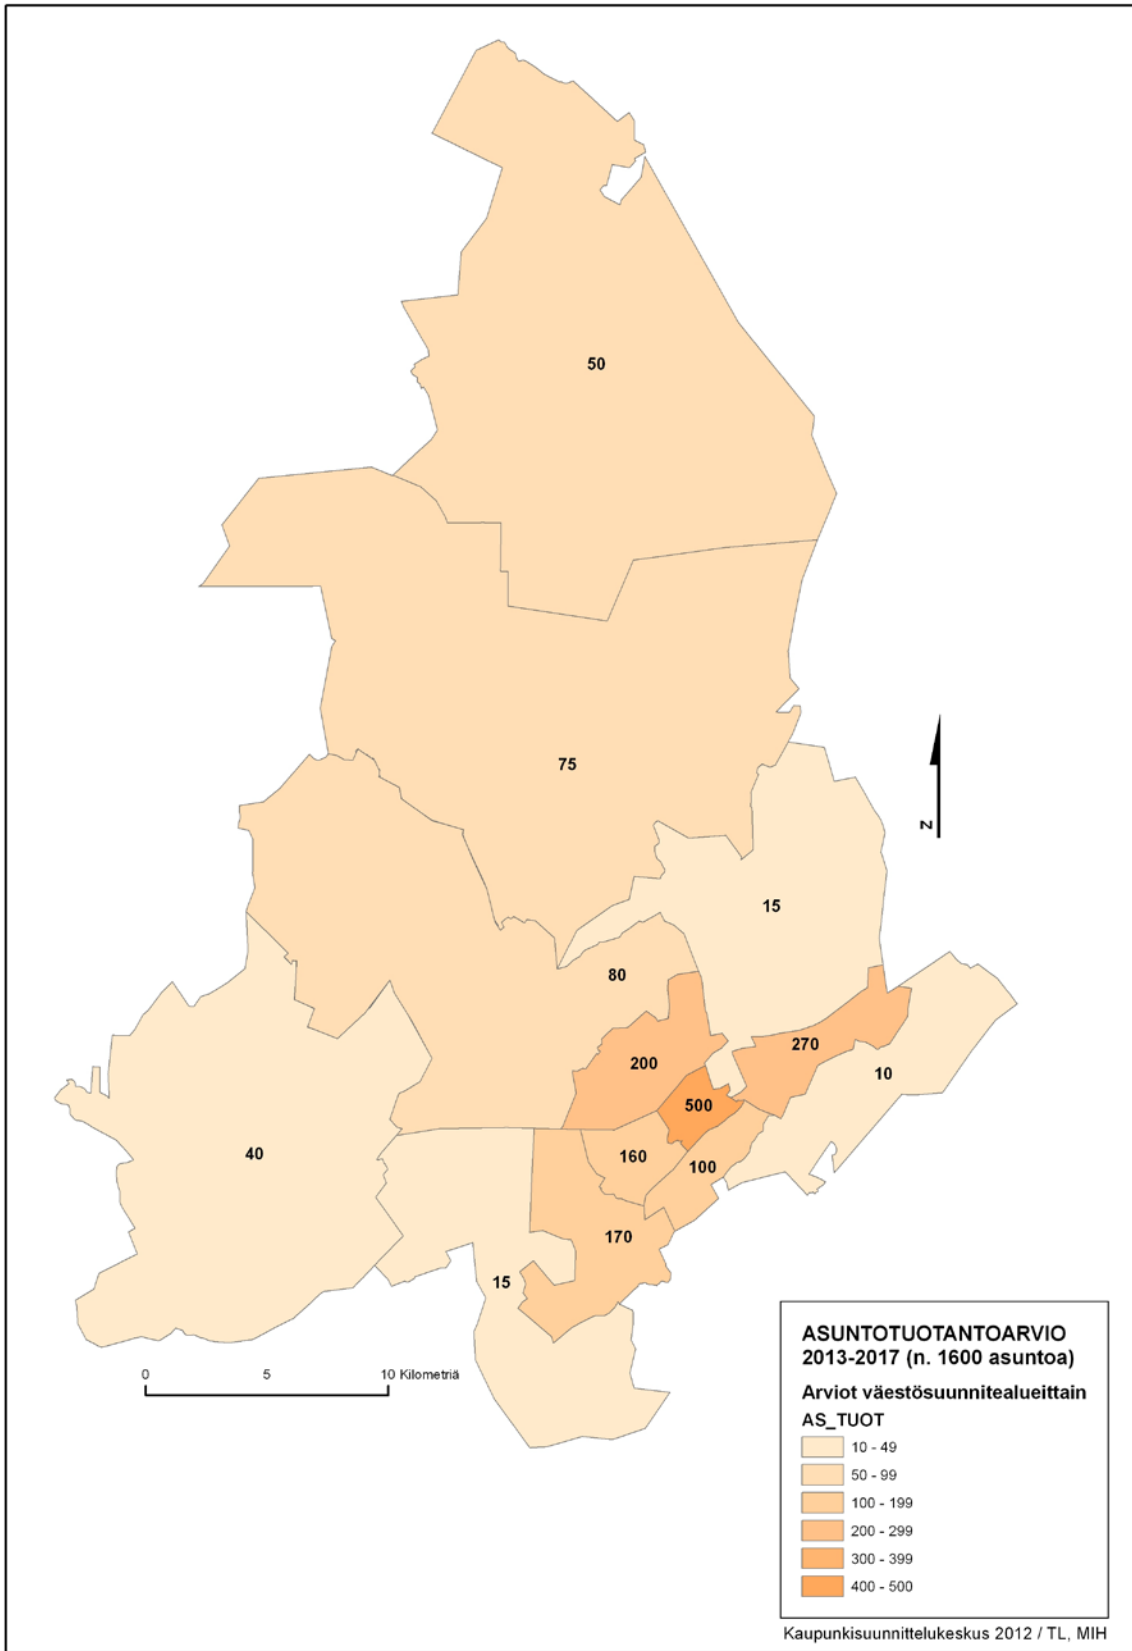 50
75
15
80
270
200
10
500
40
160
100
170
15
N
0 5 10 Kilometriä
ASUNTOTUOTANTOARVIO
2013-2017 (n. 1600 asuntoa)
Arviot väestösuunnitealueittain
AS_TUOT
10 - 49
50 - 99
100 - 199
200 - 299
300 - 399
400 - 500
Kaupunkisuunnittelukeskus 2012 / TL, MIH